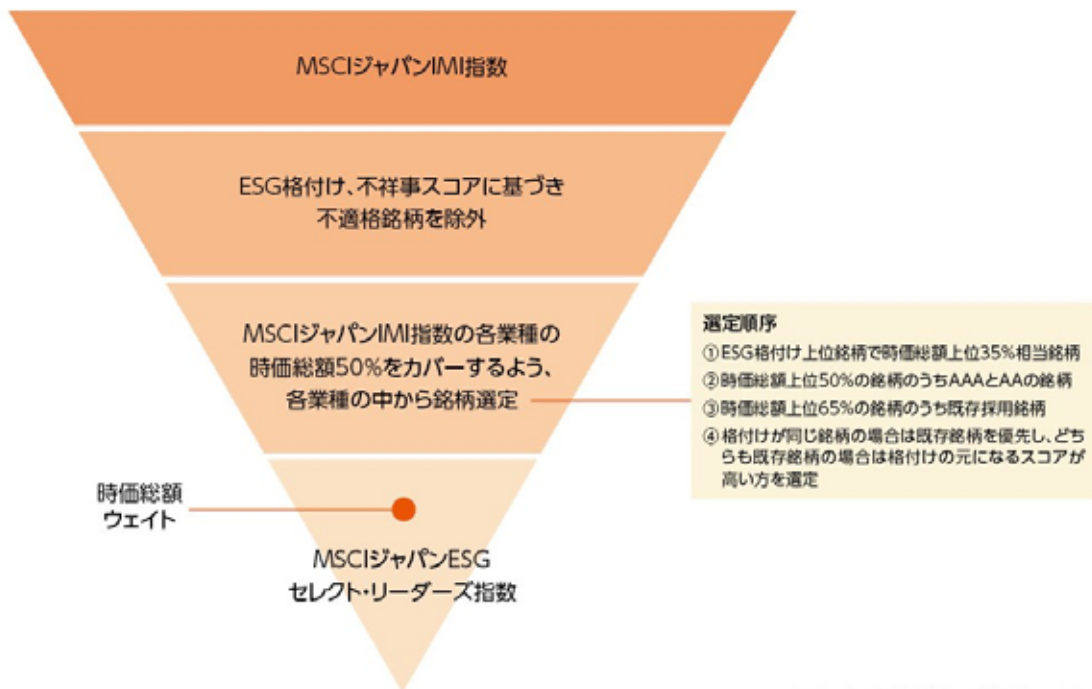 MSCIジャパンIMI指数
ESG格付け、不祥事スコアに基づき
不適格銘柄を除外
MSCIジャパンIMI指数の各業種の
時価総額50%をカバーするよう、
各業種の中から銘柄選定
選定順序
①ESG格付け上位銘柄で時価総額上位35%相当銘柄
②時価総額上位50%の銘柄のうちAAAとAAの銘柄
③時価総額上位65%の銘柄のうち既存採用銘柄
④格付けが同じ銘柄の場合は既存銘柄を優先し、どち
らも既存銘柄の場合は格付けの元になるスコアが
高い方を選定
時価総額
ウェイト
MSCIジャパンESG
セレクト・リーダーズ指数